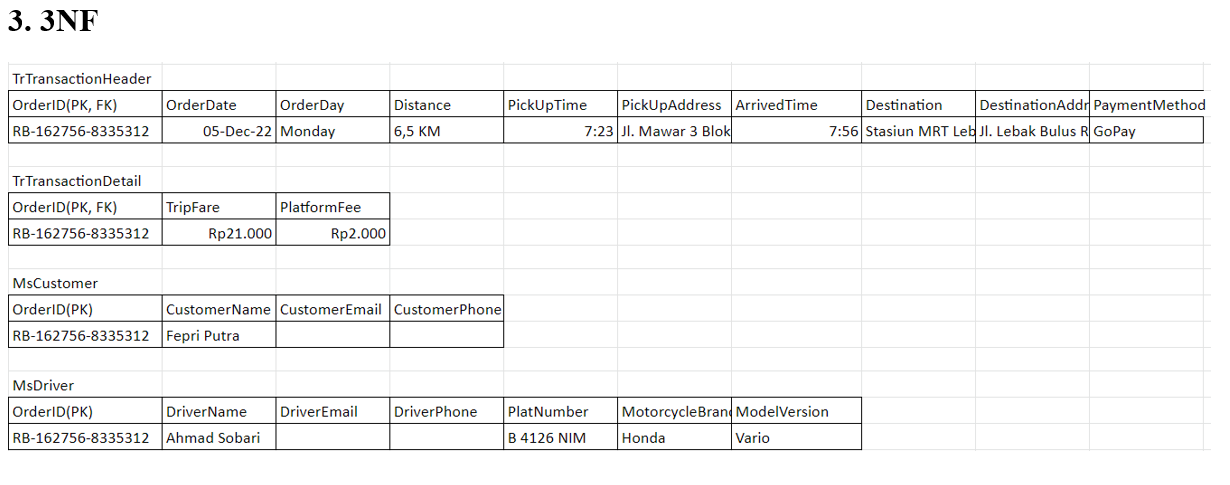 3. 3NF
TrTransactionHeader
OrderID(PK, FK) OrderDate OrderDay Distance PickUpTime PickUpAddress ArrivedTime Destination DestinationAddr PaymentMethod
RB-162756-8335312 05-Dec-22 Monday 6,5 KM 7:23 Jl. Mawar 3 Blok 7:56 Stasiun MRT Leb Jl. Lebak Bulus R GoPay
TrTransactionDetail
OrderID(PK, FK) TripFare PlatformFee
RB-162756-8335312 Rp21.000 Rp2.000
MsCustomer
OrderID(PK) CustomerName CustomerEmail CustomerPhone
RB-162756-8335312 Fepri Putra
MsDriver
OrderID(PK) DriverName DriverEmail DriverPhone PlatNumber MotorcycleBrand ModelVersion
RB-162756-8335312 Ahmad Sobari B 4126 NIM Honda Vario